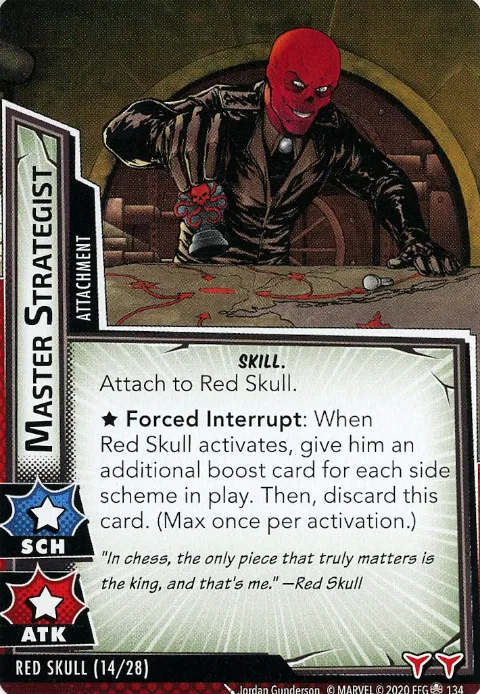 MASTER STRATEGIST
ATTACHMENT
SKILL.
Attach to Red Skull.
★ Forced Interrupt: When
Red Skull activates, give him an
additional boost card for each side
scheme in play. Then, discard this
card. (Max once per activation.)
"In chess, the only piece that truly matters is
the king, and that's me." —Red Skull
SCH
ATK
RED SKULL (14/28)
Jordan Gunderson © MARVEL © 2020 FFG 134